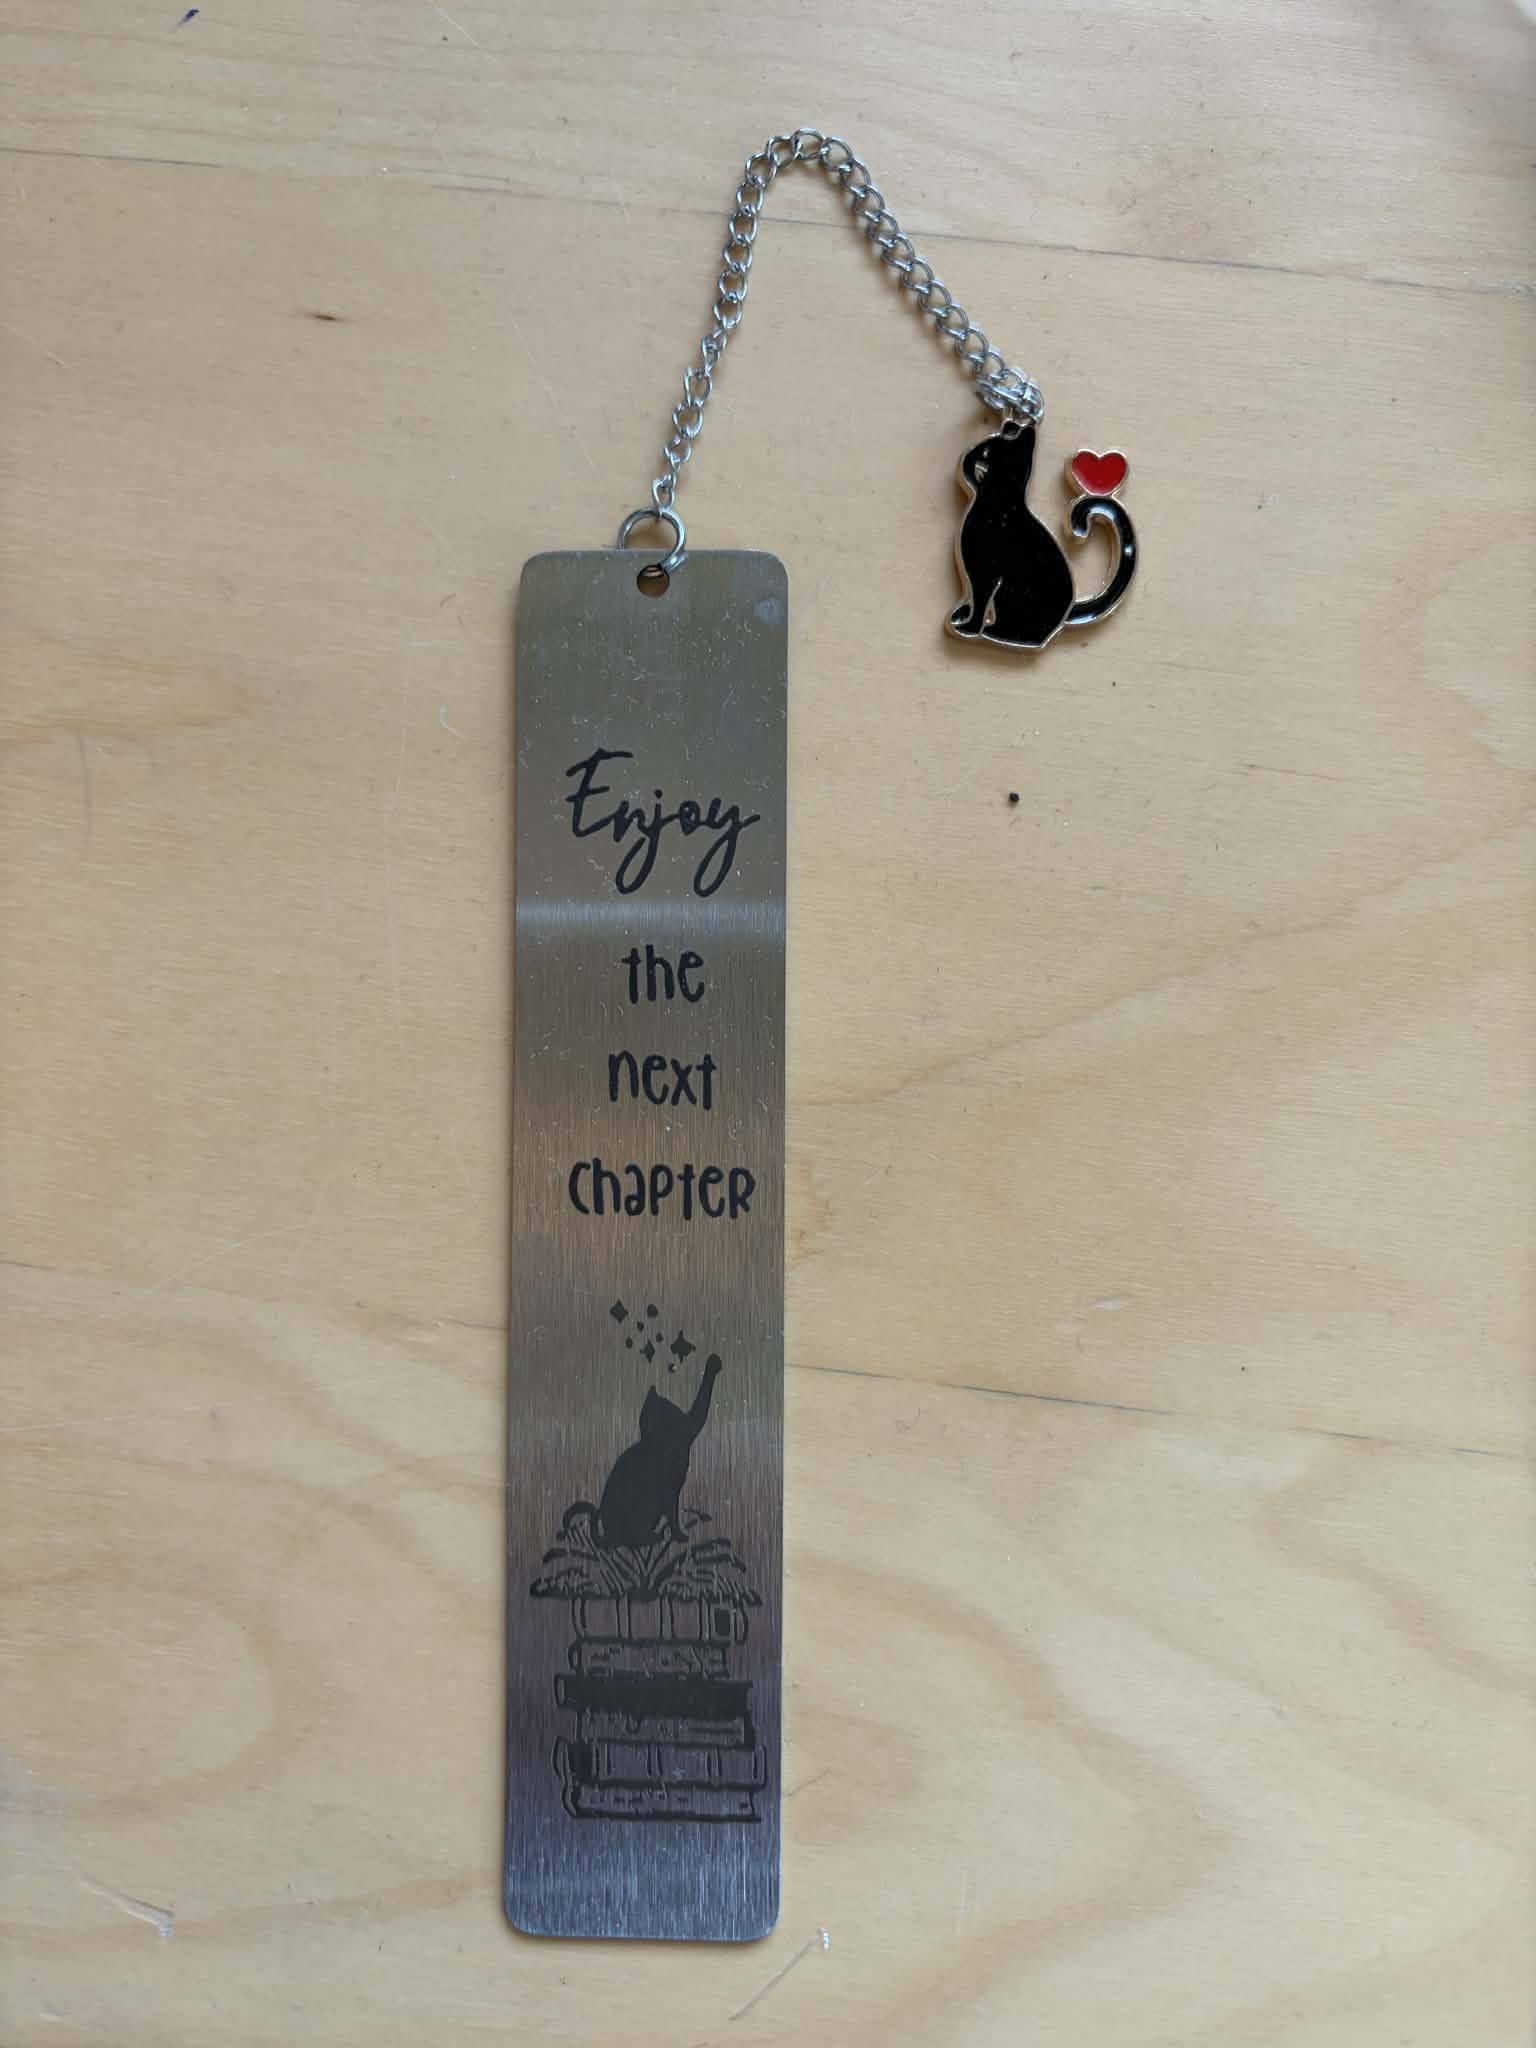 Enjoy
the
next
chapter